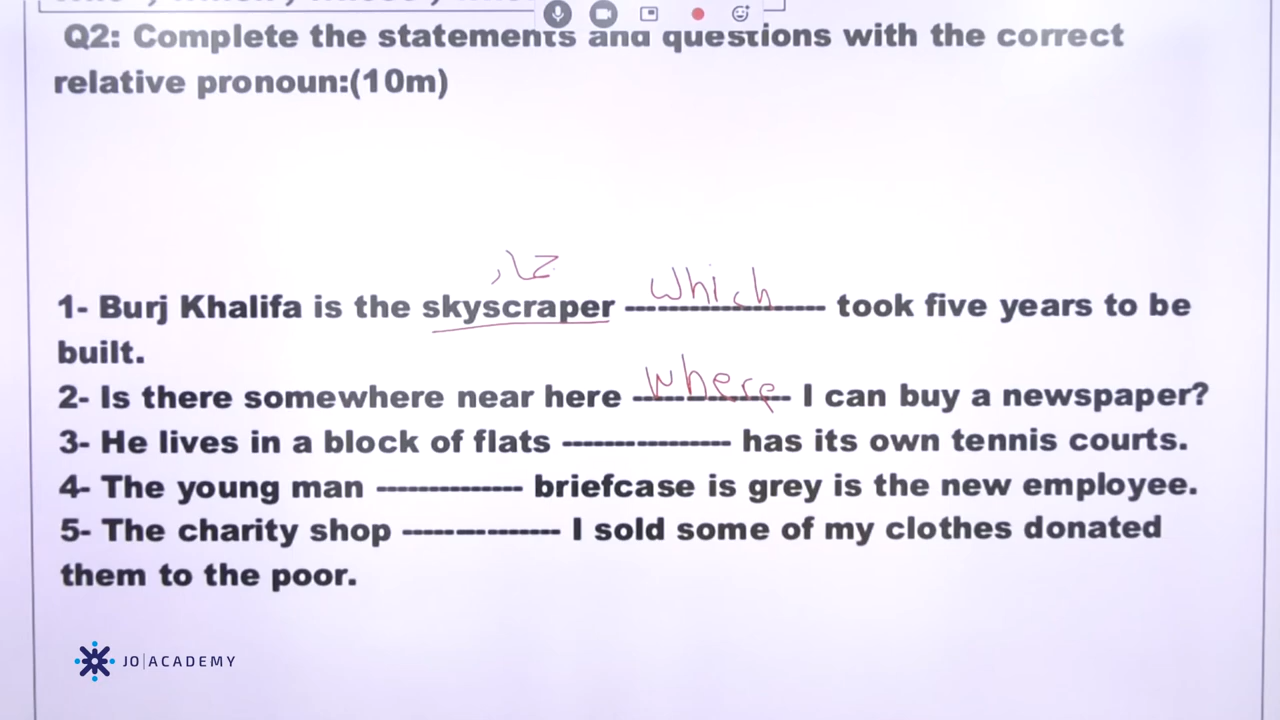 Q2: Complete the statements and questions with the correct
relative pronoun:(10m)
جماد
1- Burj Khalifa is the skyscraper --------------- which took five years to be
built.
2- Is there somewhere near here --------------- where I can buy a newspaper?
3- He lives in a block of flats --------------- has its own tennis courts.
4- The young man ------------- briefcase is grey is the new employee.
5- The charity shop -------------- I sold some of my clothes donated
them to the poor.
JO|ACADEMY